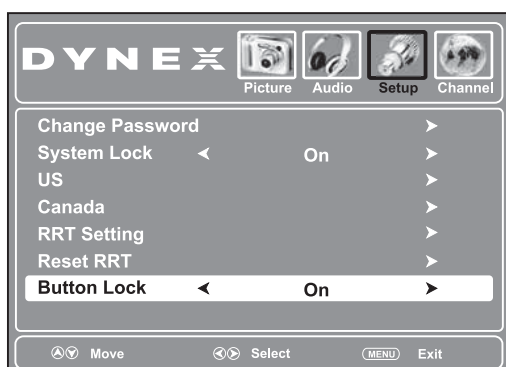 DYNEX
Picture Audio Setup Channel
Change Password
System Lock On
US
Canada
RRT Setting
Reset RRT
Button Lock On
Move Select MENU Exit